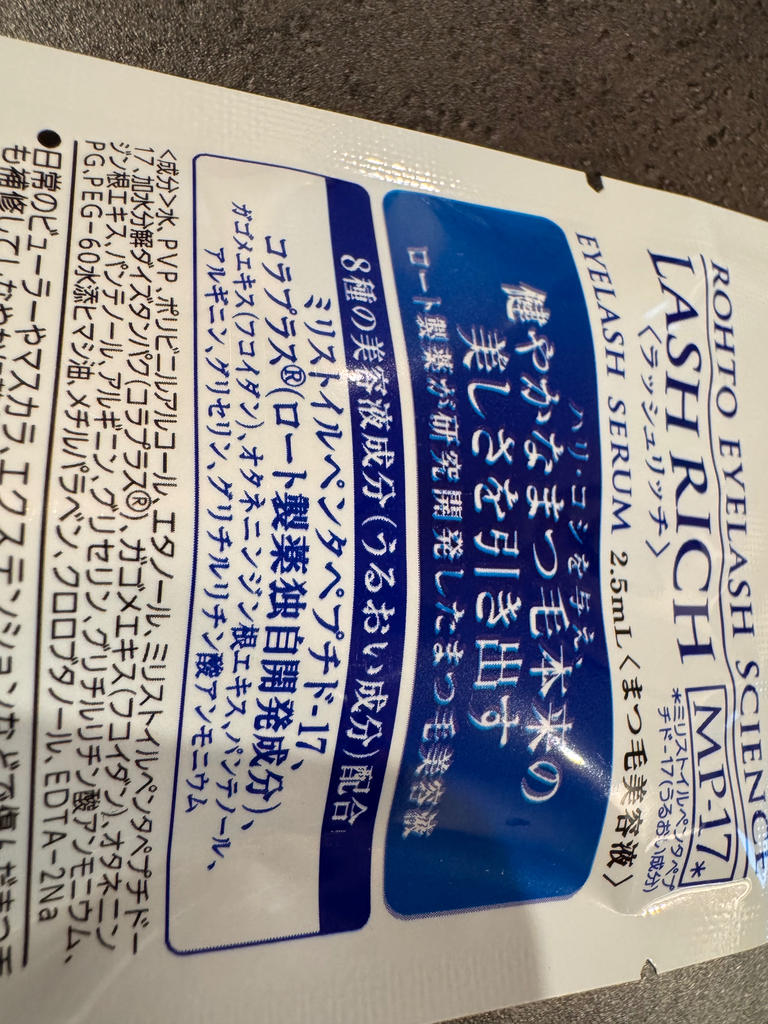 ROHTO EYELASH SCIENCE
LASH RICH MP-17*
〈ラッシュリッチ〉
*ミリストイルペンタペプ
チド-17(うるおい成分)
EYELASH SERUM 2.5mL〈まつ毛美容液〉
ハリ・コシを与え、
健やかなまつ毛本来の
美しさを引き出す
ロート製薬が研究開発したまつ毛美容液
8種の美容液成分(うるおい成分)配合
ミリストイルペンタペプチド-17、
コラプラス®(ロート製薬独自開発成分)、
ガゴメエキス(フコイダン)、オタネニンジン根エキス、パンテノール、
アルギニン、グリセリン、グリチルリチン酸アンモニウム
〈成分〉水、PVP、ポリビニルアルコール、エタノール、ミリストイルペンタペプチド-
17、加水分解ダイズタンパク(コラプラス®)、ガゴメエキス(フコイダン)、オタネニン
ジン根エキス、パンテノール、アルギニン、グリセリン、グリチルリチン酸アンモニウム、
PG、PEG-60水添ヒマシ油、メチルパラベン、クロロブタノール、EDTA-2Na
●日常のビューラーやマスカラ、エクステンションなどで傷んだまつ毛
も補修して